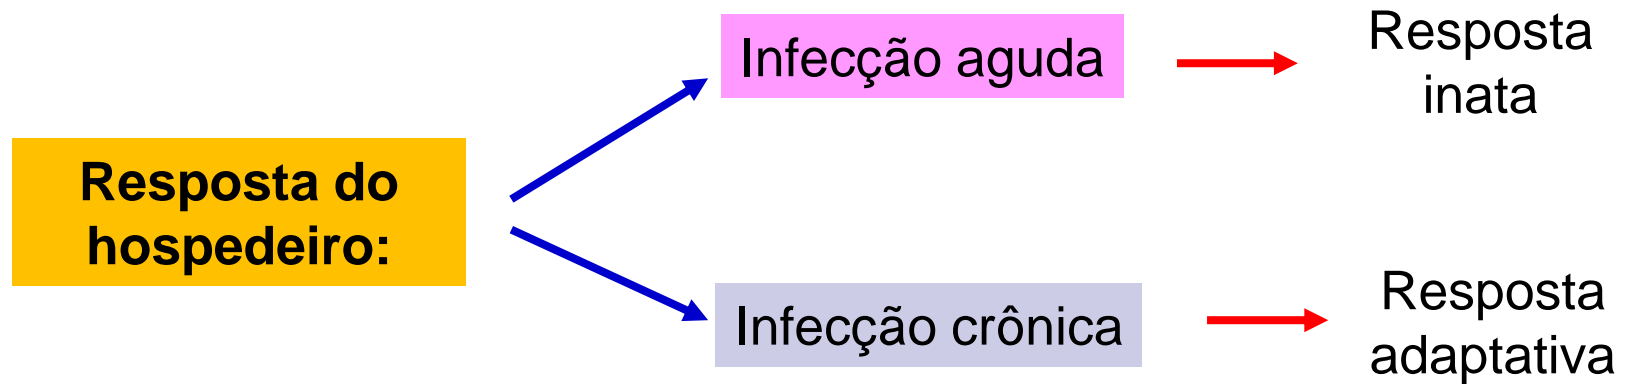 Resposta do
hospedeiro:
Infecção aguda
Resposta
inata
Infecção crônica
Resposta
adaptativa